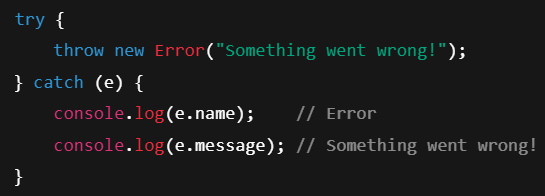 try {
    throw new Error("Something went wrong!");
} catch (e) {
    console.log(e.name);    // Error
    console.log(e.message); // Something went wrong!
}